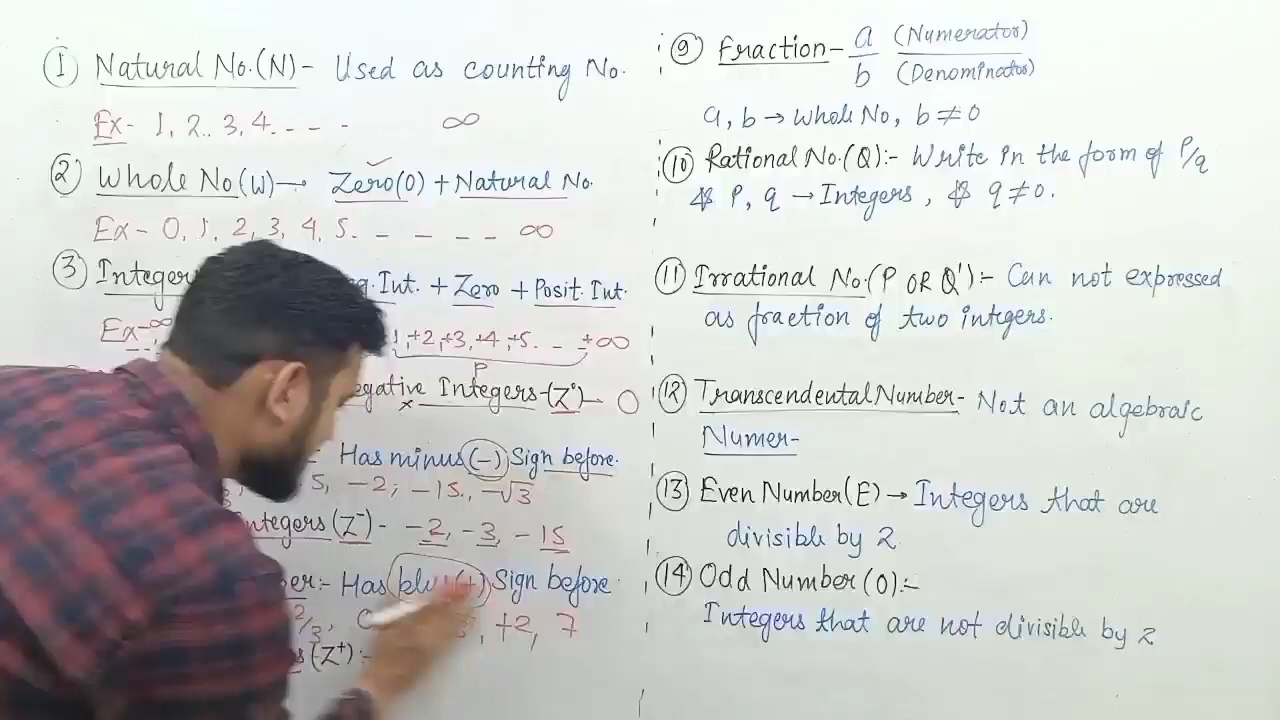 ① Natural No.(N)- Used as counting No.
Ex- 1, 2.. 3, 4. - - - ∞
② Whole No(W)→ Zero(0) + Natural No.
Ex- 0, 1, 2, 3, 4, 5. - - - - ∞
③ Integer Int. + Zero + Posit. Int.
Ex -∞ +2,+3,+4,+5. - - +∞
P
Integers-(Z°)- 0
Has minus (-) Sign before.
5, -2, -15., -√3
(Z⁻)- -2, -3, -15
Has (+) Sign before
2/3, +2, 7
(Z⁺):-
⑨ Fraction- a/b (Numerator)/(Denominator)
a, b → Whole No, b ≠ 0
⑩ Rational No.(Q):- Write in the form of P/q
& P, q → Integers, & q ≠ 0.
⑪ Irrational No.(P OR Q'):- Can not expressed
as fraction of two intigers.
⑫ Transcendental Number- Not an algebraic
Numer-
⑬ Even Number(E) → Integers that are
divisible by 2
⑭ Odd Number (O):-
Integers that are not divisible by 2